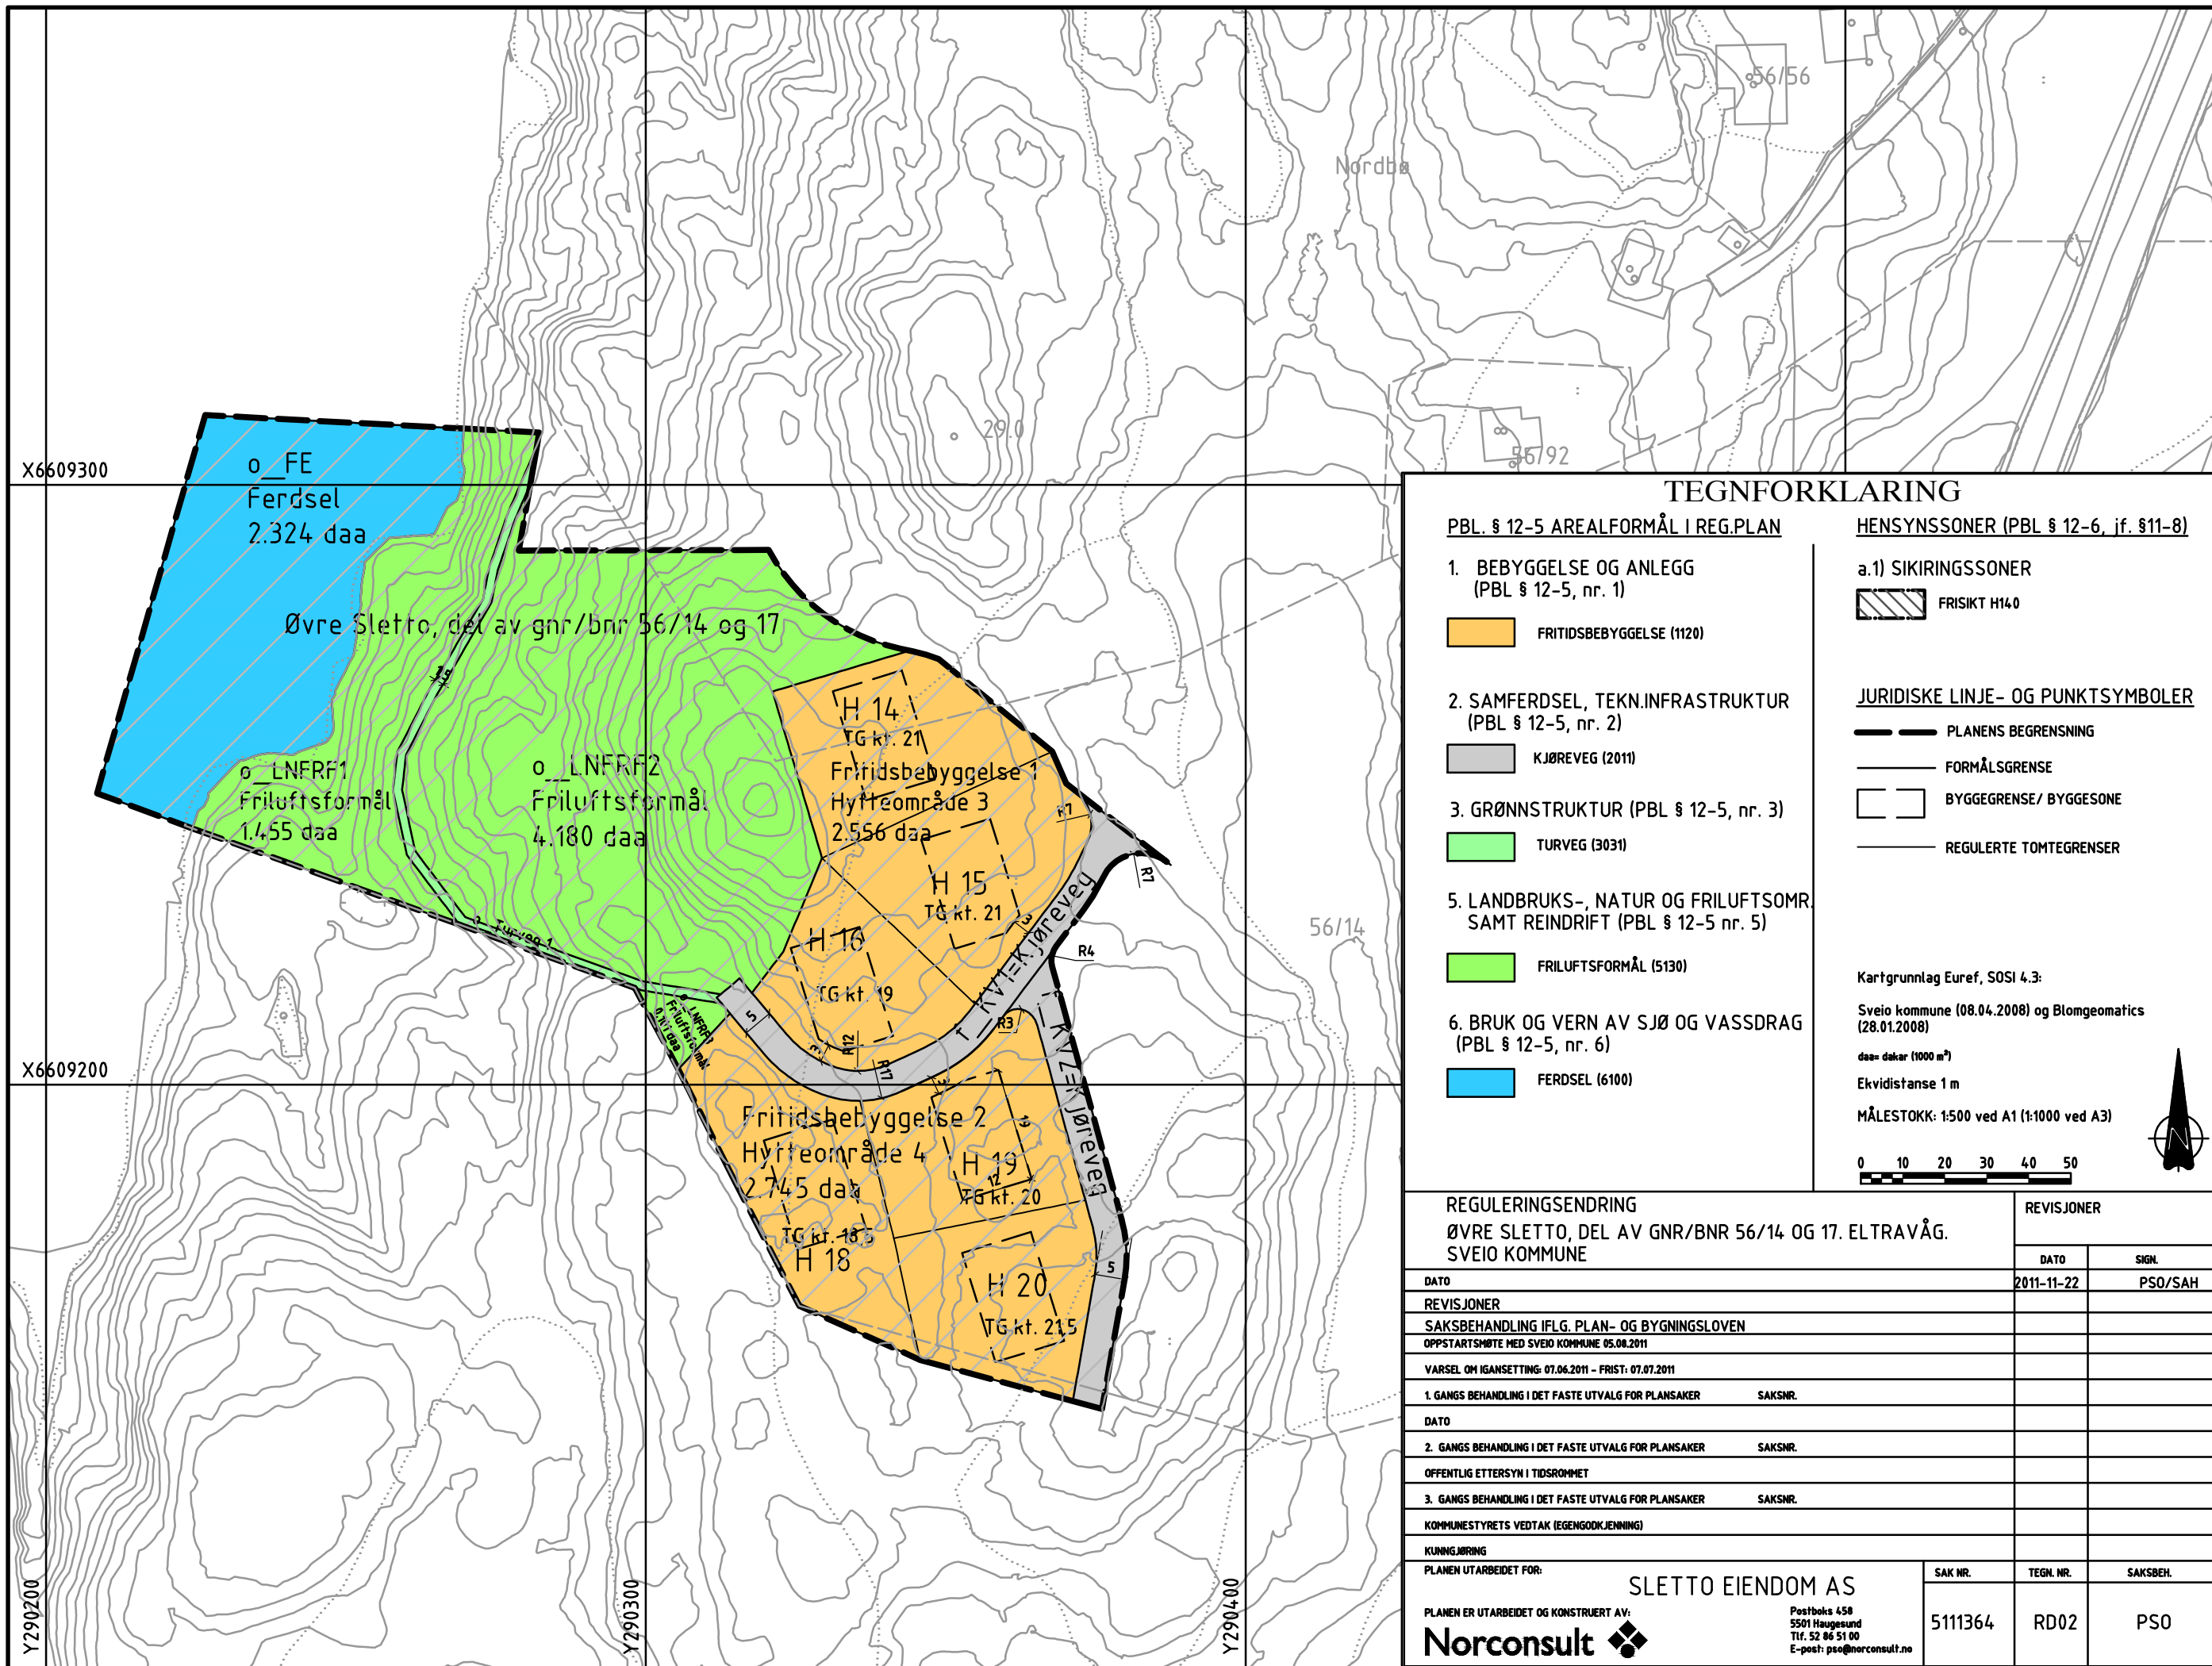 56/56
Nordbø
29.0
56/92
X6609300
o__FE
Ferdsel
2.324 daa
Øvre Sletto, del av gnr/bnr 56/14 og 17
1.5
o__LNFRF1
Friluftsformål
1.455 daa
o__LNFRF2
Friluftsformål
4.180 daa
H 14
TG kt. 21
Fritidsbebyggelse 1
Hytteområde 3
2.556 daa
R7
R7
H 15
TG kt. 21
3
T_KV1=Kjøreveg
R4
56/14
H 16
TG kt. 19
Turveg 1
5
3
R12
R17
R3
3
KV2=Kjøreveg
X6609200
Fritidsbebyggelse 2
Hytteområde 4
2.745 daa
19
H 19
12
TG kt. 20
TG kt. 18.5
H 18
H 20
TG kt. 21.5
5
Y290200
Y290300
Y290400
TEGNFORKLARING
PBL. § 12-5 AREALFORMÅL I REG.PLAN
1. BEBYGGELSE OG ANLEGG
(PBL § 12-5, nr. 1)
FRITIDSBEBYGGELSE (1120)
2. SAMFERDSEL, TEKN.INFRASTRUKTUR
(PBL § 12-5, nr. 2)
KJØREVEG (2011)
3. GRØNNSTRUKTUR (PBL § 12-5, nr. 3)
TURVEG (3031)
5. LANDBRUKS-, NATUR OG FRILUFTSOMR.
SAMT REINDRIFT (PBL § 12-5 nr. 5)
FRILUFTSFORMÅL (5130)
6. BRUK OG VERN AV SJØ OG VASSDRAG
(PBL § 12-5, nr. 6)
FERDSEL (6100)
HENSYNSSONER (PBL § 12-6, jf. §11-8)
a.1) SIKIRINGSSONER
FRISIKT H140
JURIDISKE LINJE- OG PUNKTSYMBOLER
PLANENS BEGRENSNING
FORMÅLSGRENSE
BYGGEGRENSE/ BYGGESONE
REGULERTE TOMTEGRENSER
Kartgrunnlag Euref, SOSI 4.3:
Sveio kommune (08.04.2008) og Blomgeomatics
(28.01.2008)
daa= dakar (1000 m²)
Ekvidistanse 1 m
MÅLESTOKK: 1:500 ved A1 (1:1000 ved A3)
N
0 10 20 30 40 50
REGULERINGSENDRING
ØVRE SLETTO, DEL AV GNR/BNR 56/14 OG 17. ELTRAVÅG.
SVEIO KOMMUNE
REVISJONER
DATO SIGN.
DATO 2011-11-22 PSO/SAH
REVISJONER
SAKSBEHANDLING IFLG. PLAN- OG BYGNINGSLOVEN
OPPSTARTSMØTE MED SVEIO KOMMUNE 05.08.2011
VARSEL OM IGANSETTING: 07.06.2011 - FRIST: 07.07.2011
1. GANGS BEHANDLING I DET FASTE UTVALG FOR PLANSAKER SAKSNR.
DATO
2. GANGS BEHANDLING I DET FASTE UTVALG FOR PLANSAKER SAKSNR.
OFFENTLIG ETTERSYN I TIDSROMMET
3. GANGS BEHANDLING I DET FASTE UTVALG FOR PLANSAKER SAKSNR.
KOMMUNESTYRETS VEDTAK (EGENGODKJENNING)
KUNNGJØRING
PLANEN UTARBEIDET FOR:
SLETTO EIENDOM AS
PLANEN ER UTARBEIDET OG KONSTRUERT AV:
Norconsult
Postboks 458
5501 Haugesund
Tlf. 52 86 51 00
E-post: pso@norconsult.no
SAK NR. TEGN. NR. SAKSBEH.
5111364 RD02 PSO